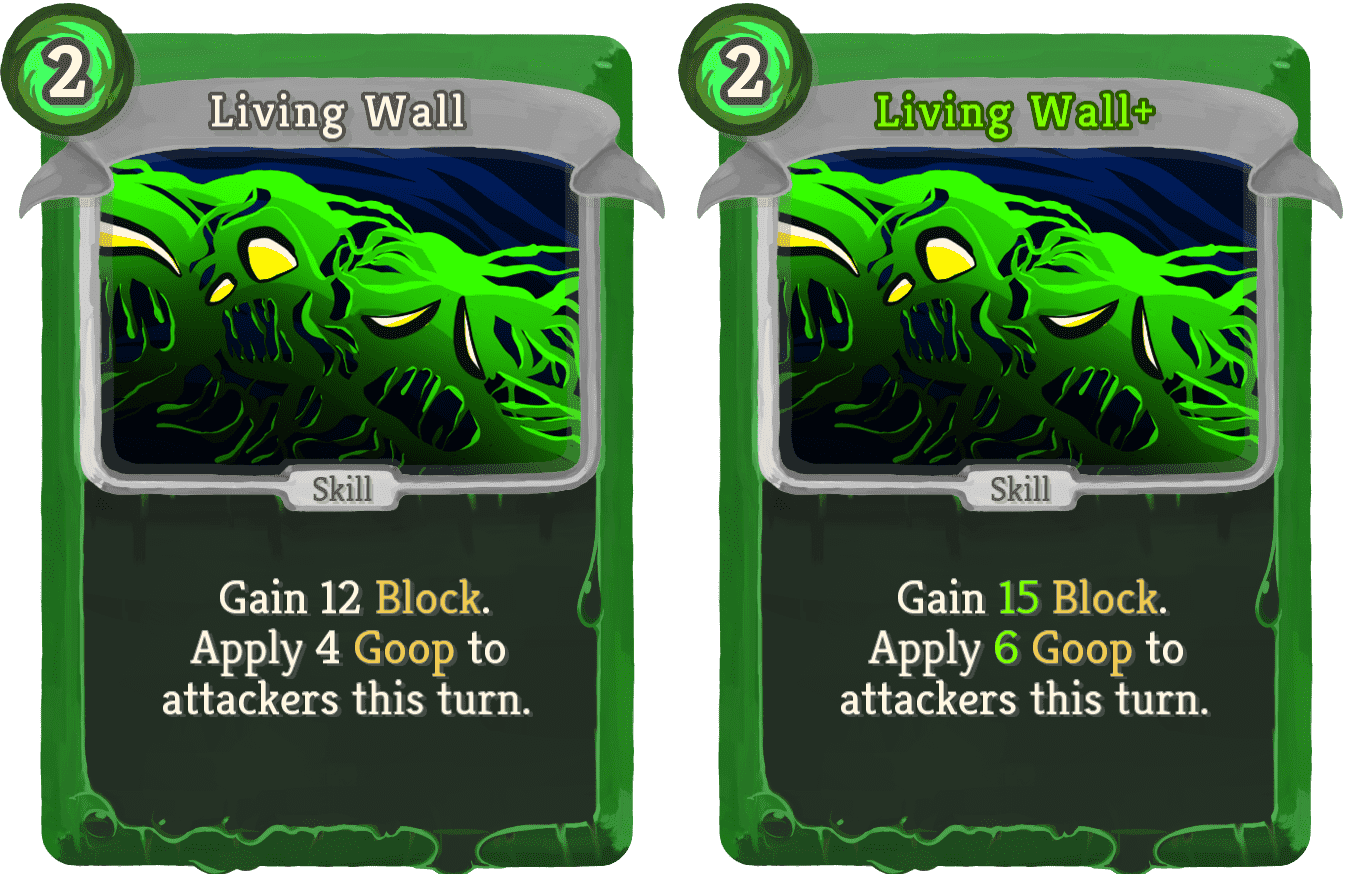 2
Living Wall
Skill
Gain 12 Block.
Apply 4 Goop to
attackers this turn.
2
Living Wall+
Skill
Gain 15 Block.
Apply 6 Goop to
attackers this turn.